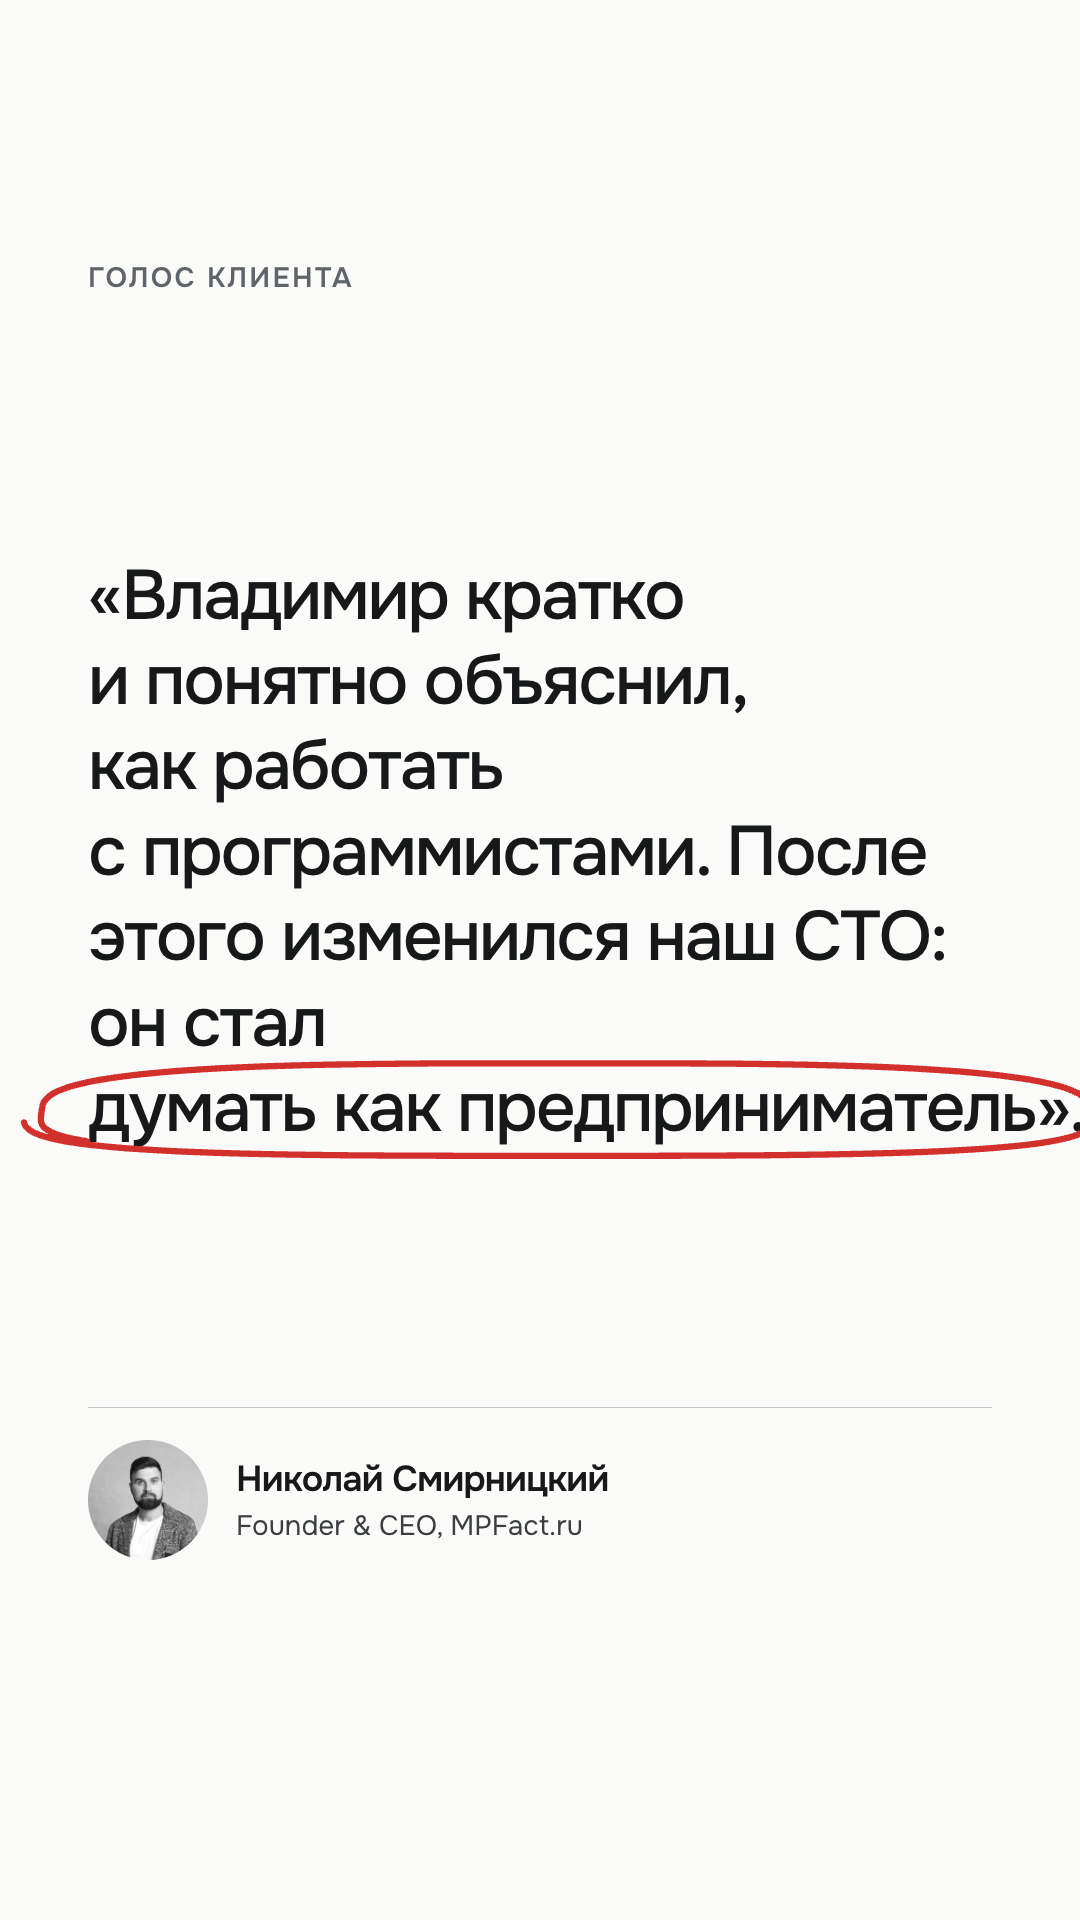 ГОЛОС КЛИЕНТА
«Владимир кратко
и понятно объяснил,
как работать
с программистами. После
этого изменился наш CTO:
он стал
думать как предприниматель».
Николай Смирницкий
Founder & CEO, MPFact.ru